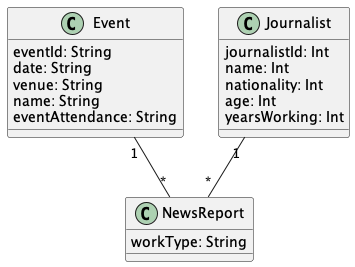 C Event
eventId: String
date: String
venue: String
name: String
eventAttendance: String
C Journalist
journalistId: Int
name: Int
nationality: Int
age: Int
yearsWorking: Int
1
1
*
*
C NewsReport
workType: String